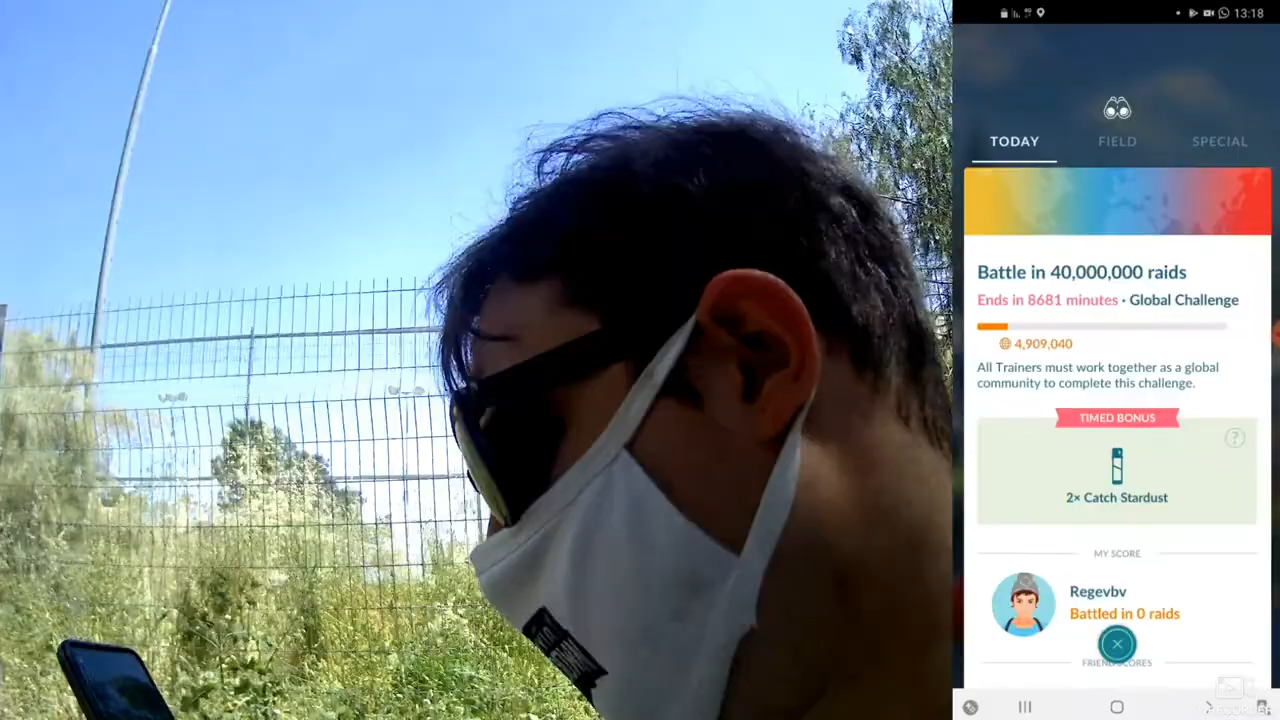 13:18
TODAY FIELD SPECIAL
Battle in 40,000,000 raids
Ends in 8681 minutes · Global Challenge
4,909,040
All Trainers must work together as a global
community to complete this challenge.
TIMED BONUS
?
2× Catch Stardust
MY SCORE
Regevbv
Battled in 0 raids
FRIEND SCORES